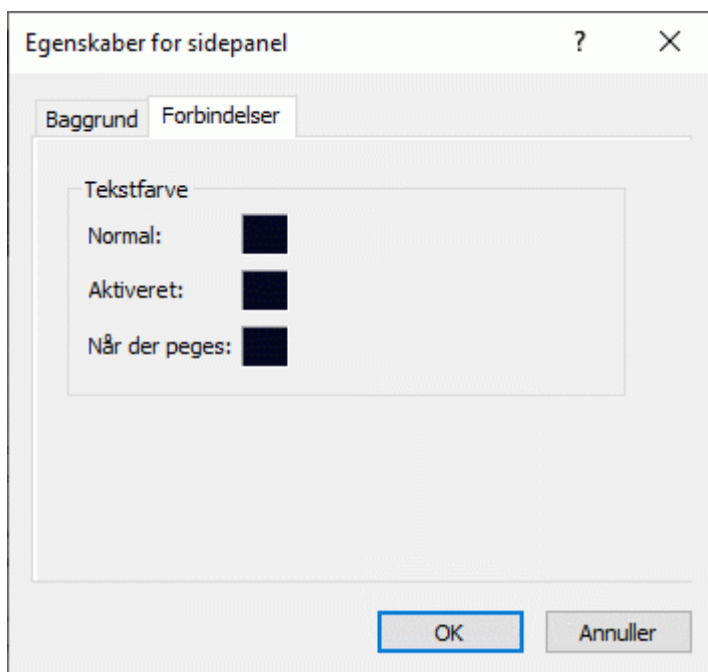 Egenskaber for sidepanel ?
Baggrund Forbindelser
Tekstfarve
Normal:
Aktiveret:
Når der peges:
OK Annuller